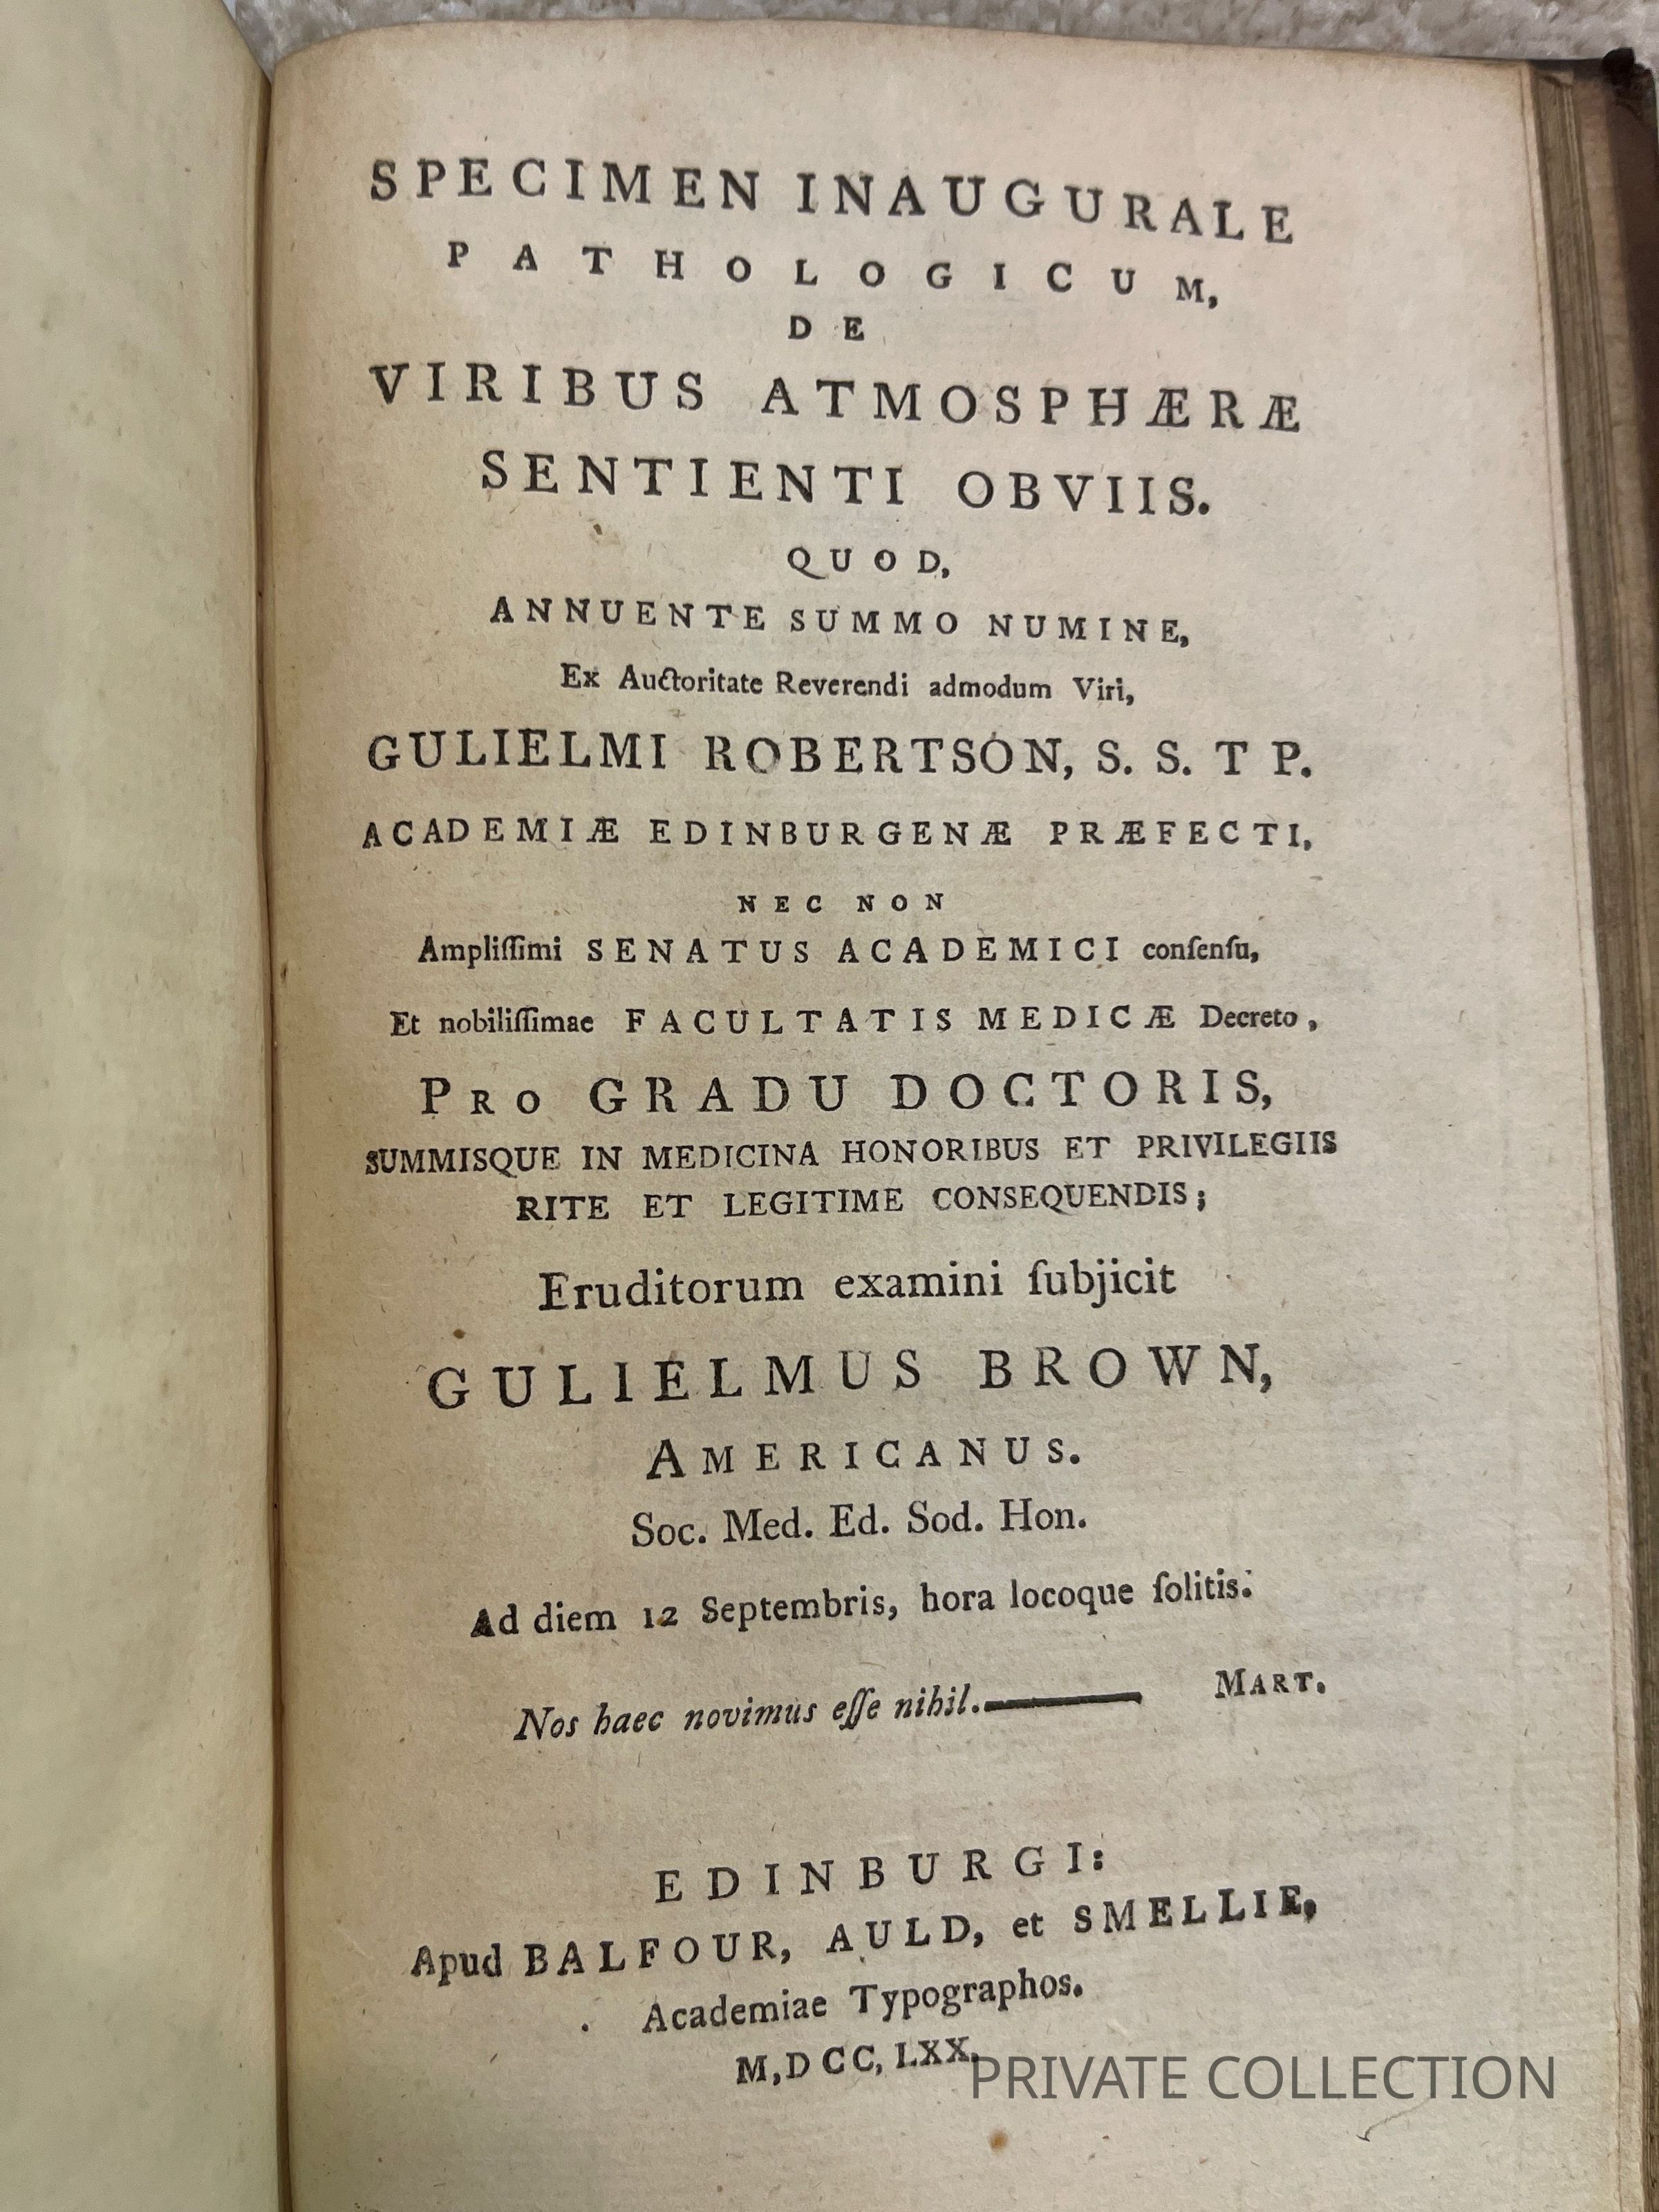 SPECIMEN INAUGURALE
PATHOLOGICUM,
DE
VIRIBUS ATMOSPHÆRÆ
SENTIENTI OBVIIS.
QUOD,
ANNUENTE SUMMO NUMINE,
Ex Auctoritate Reverendi admodum Viri,
GULIELMI ROBERTSON, S. S. T P.
ACADEMIÆ EDINBURGENÆ PRÆFECTI,
NEC NON
Ampliſſimi SENATUS ACADEMICI conſenſu,
Et nobiliſſimae FACULTATIS MEDICÆ Decreto,
PRO GRADU DOCTORIS,
SUMMISQUE IN MEDICINA HONORIBUS ET PRIVILEGIIS
RITE ET LEGITIME CONSEQUENDIS;
Eruditorum examini ſubjicit
GULIELMUS BROWN,
AMERICANUS.
Soc. Med. Ed. Sod. Hon.
Ad diem 12 Septembris, hora locoque ſolitis.
Nos haec novimus eſſe nihil.—— MART.
EDINBURGI:
Apud BALFOUR, AULD, et SMELLIE,
Academiae Typographos.
M,DCC,LXX.
PRIVATE COLLECTION